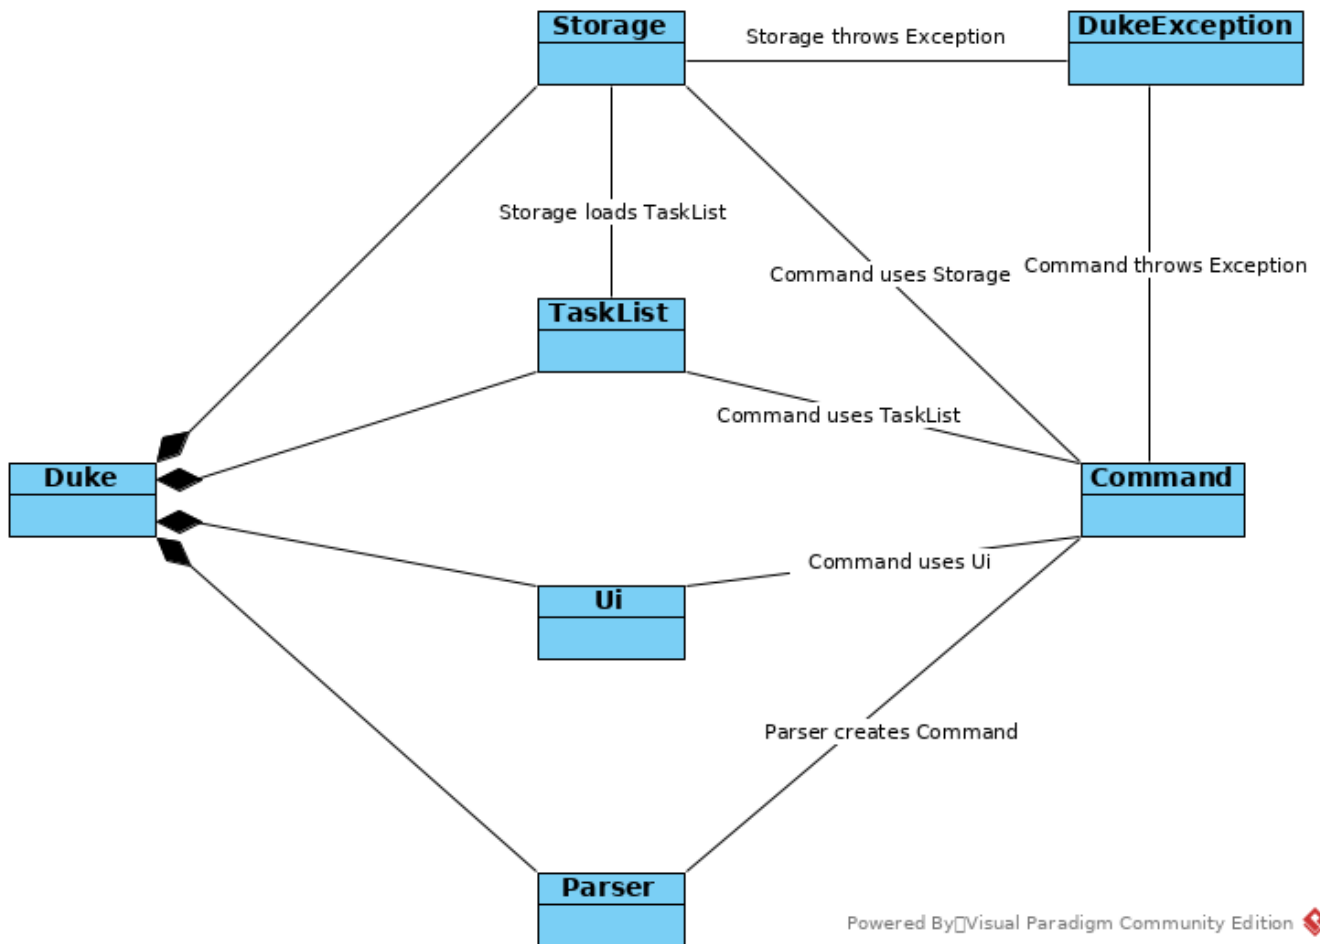 Storage
DukeException
Storage throws Exception
Storage loads TaskList
Command uses Storage
Command throws Exception
TaskList
Command uses TaskList
Duke
Command
Command uses Ui
Ui
Parser creates Command
Parser
Powered By▯Visual Paradigm Community Edition